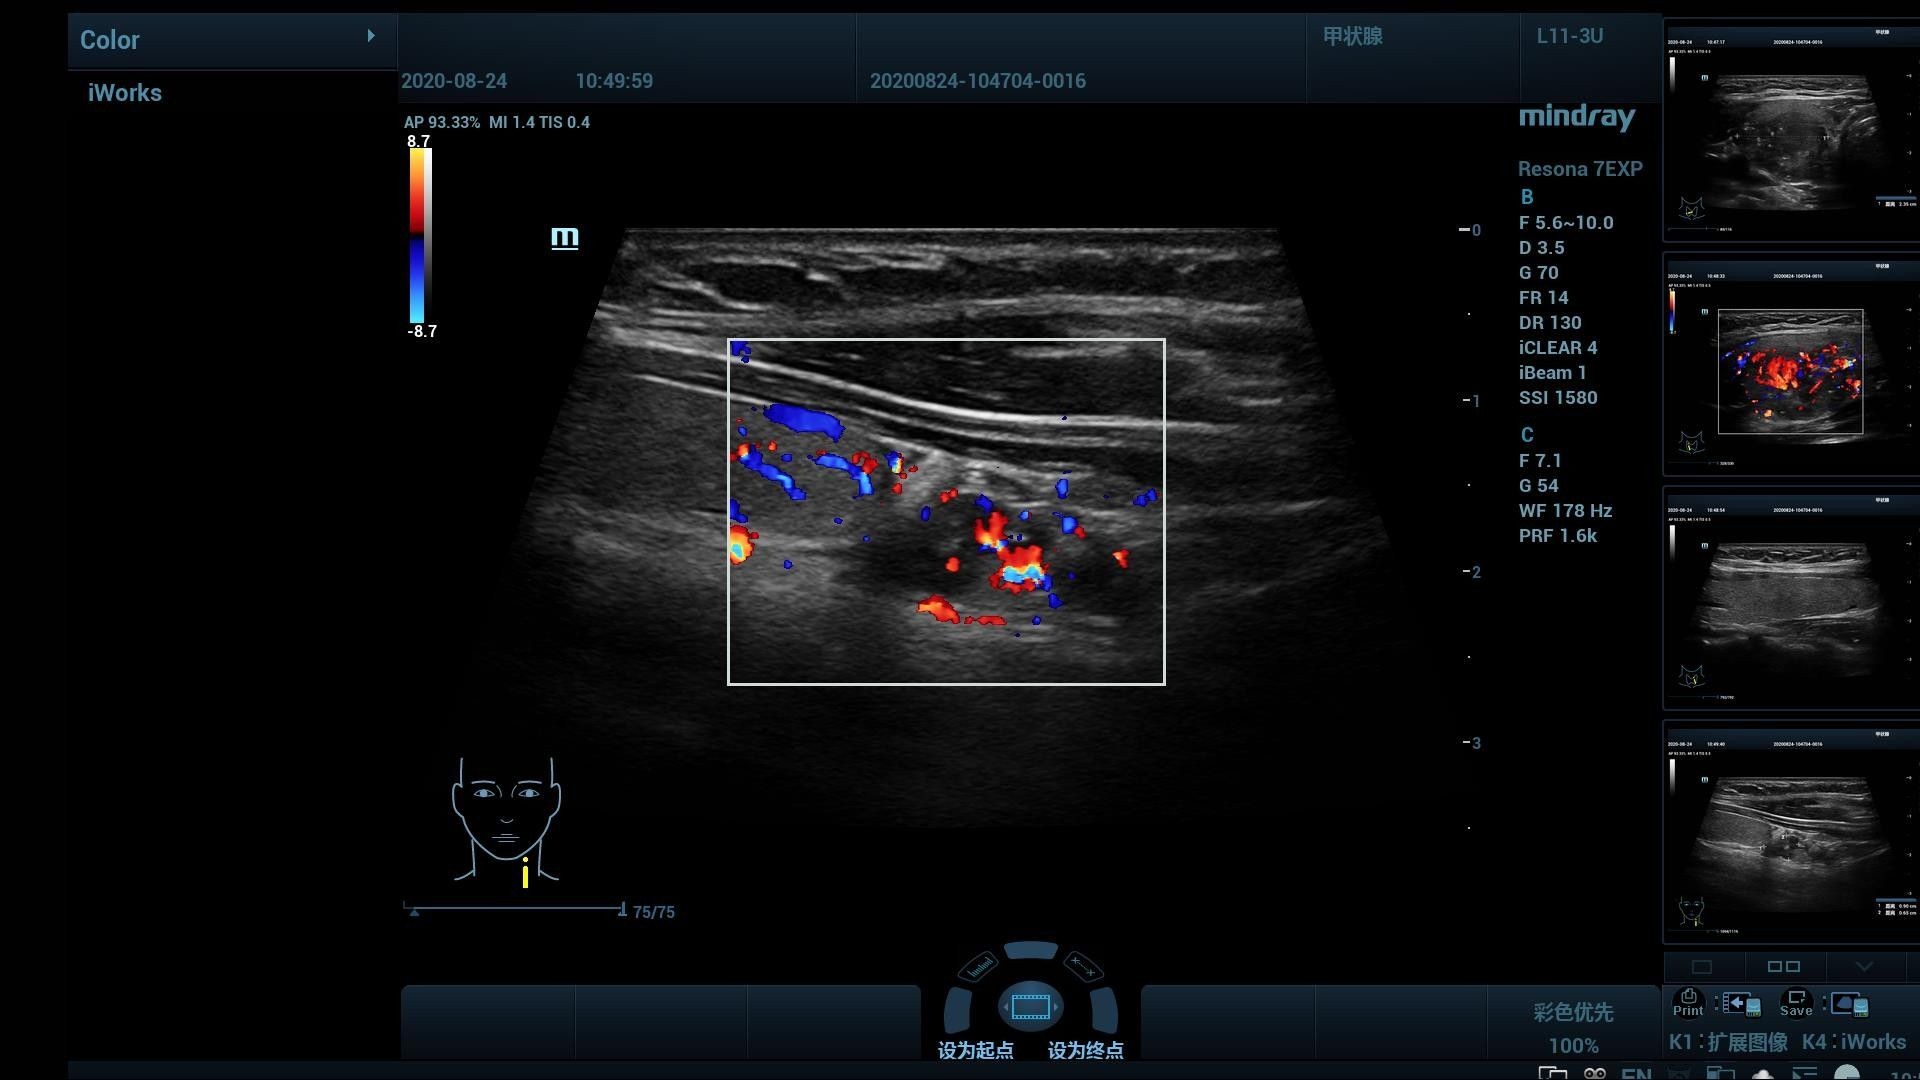 Color
iWorks
2020-08-24 10:49:59
20200824-104704-0016
甲状腺
L11-3U
AP 93.33% MI 1.4 TIS 0.4
8.7
-8.7
m
mindray
Resona 7EXP
B
F 5.6~10.0
D 3.5
G 70
FR 14
DR 130
iCLEAR 4
iBeam 1
SSI 1580
C
F 7.1
G 54
WF 178 Hz
PRF 1.6k
0
1
2
3
75/75
设为起点
设为终点
彩色优先
100%
Print
Save
K1:扩展图像 K4:iWorks
EN